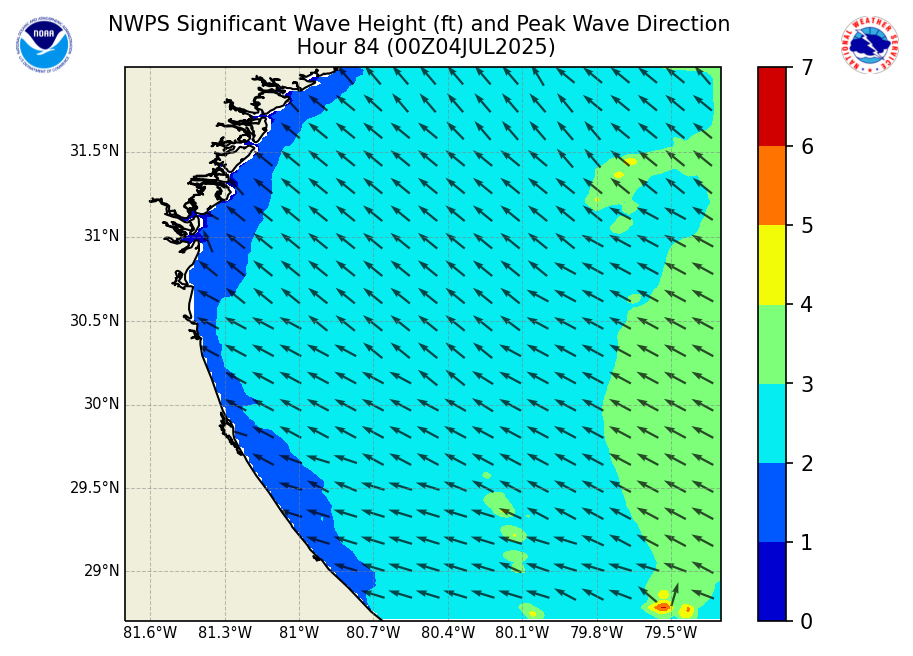 NWPS Significant Wave Height (ft) and Peak Wave Direction
Hour 84 (00Z04JUL2025)
NOAA
NATIONAL WEATHER SERVICE
31.5°N
31°N
30.5°N
30°N
29.5°N
29°N
81.6°W 81.3°W 81°W 80.7°W 80.4°W 80.1°W 79.8°W 79.5°W
7
6
5
4
3
2
1
0